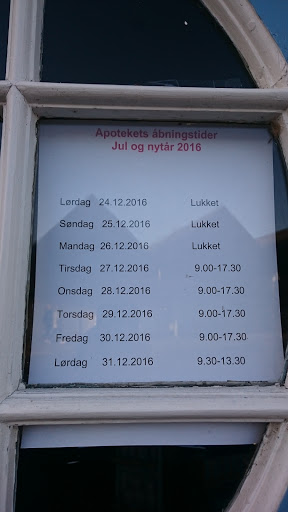 Apotekets åbningstider
Jul og nytår 2016
Lørdag 24.12.2016 Lukket
Søndag 25.12.2016 Lukket
Mandag 26.12.2016 Lukket
Tirsdag 27.12.2016 9.00-17.30
Onsdag 28.12.2016 9.00-17.30
Torsdag 29.12.2016 9.00-17.30
Fredag 30.12.2016 9.00-17.30
Lørdag 31.12.2016 9.30-13.30